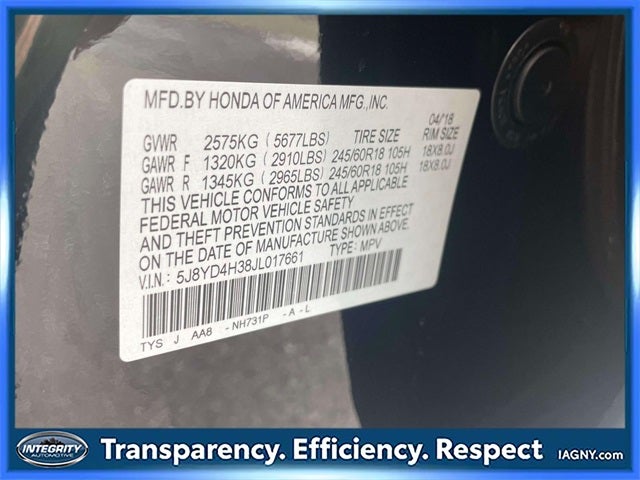 MFD.BY HONDA OF AMERICA MFG.,INC.
04/18
GVWR 2575KG (5677LBS) TIRE SIZE RIM SIZE
GAWR F 1320KG (2910LBS) 245/60R18 105H 18X8.0J
GAWR R 1345KG (2965LBS) 245/60R18 105H 18X8.0J
THIS VEHICLE CONFORMS TO ALL APPLICABLE
FEDERAL MOTOR VEHICLE SAFETY
AND THEFT PREVENTION STANDARDS IN EFFECT
ON THE DATE OF MANUFACTURE SHOWN ABOVE.
V.I.N.: 5J8YD4H38JL017661 TYPE: MPV
TYS J AA8 -NH731P -A-L
INTEGRITY
AUTOMOTIVE
Transparency. Efficiency. Respect
IAGNY.com